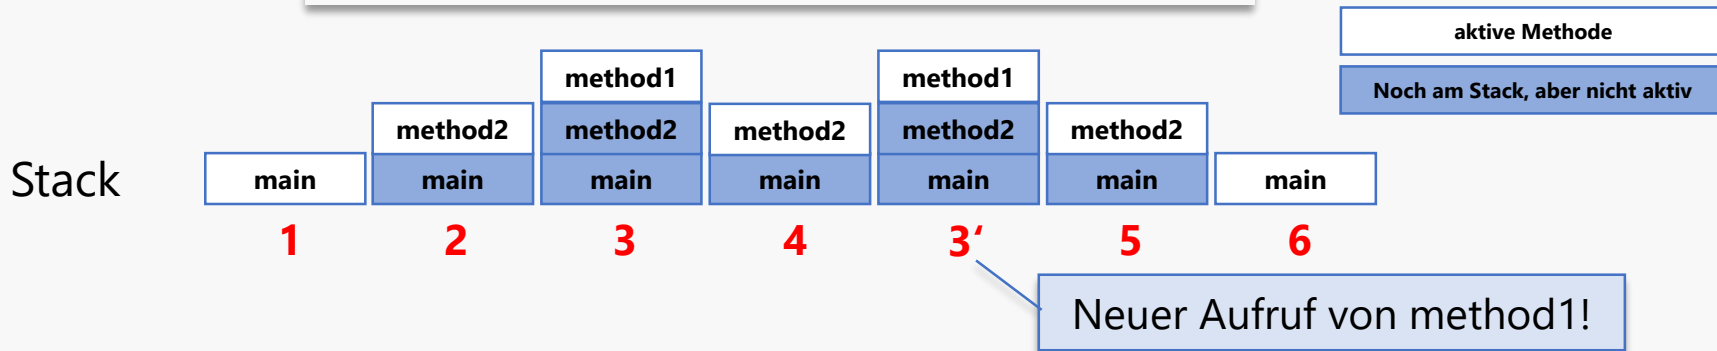 aktive Methode
Noch am Stack, aber nicht aktiv
method1 method1
method2 method2 method2 method2 method2
Stack main main main main main main main
1 2 3 4 3‘ 5 6
Neuer Aufruf von method1!